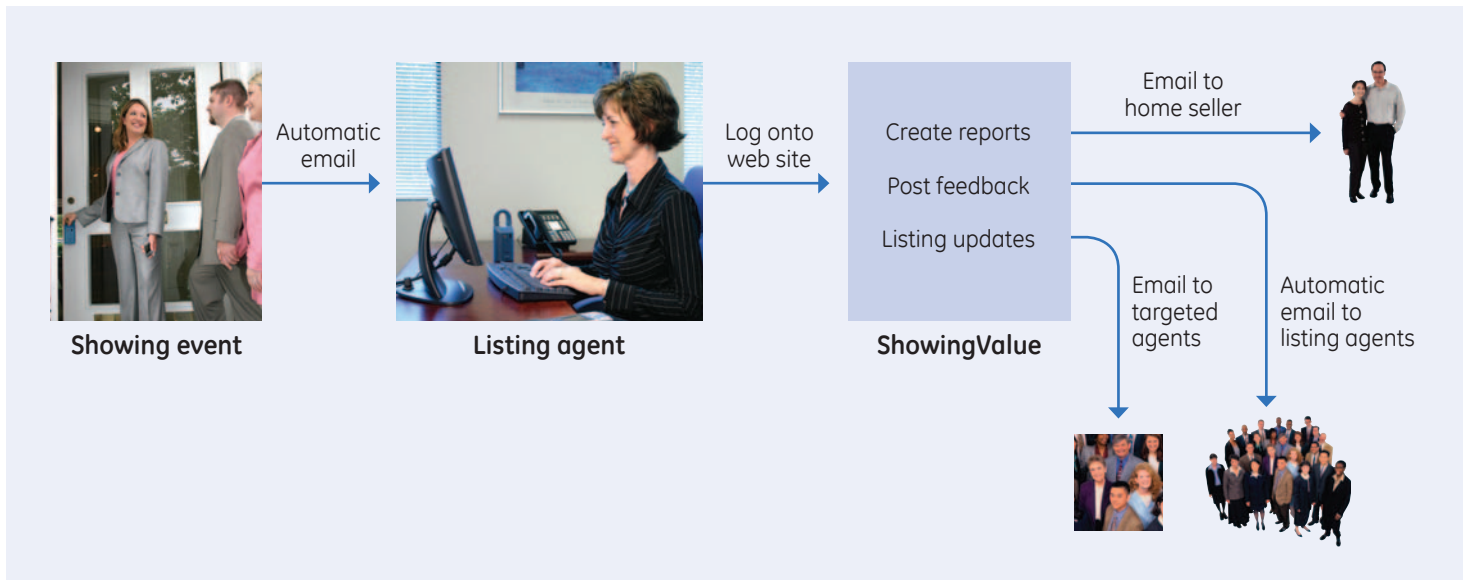 Automatic
email
Showing event
Log onto
web site
Listing agent
Create reports
Post feedback
Listing updates
ShowingValue
Email to
home seller
Email to
targeted
agents
Automatic
email to
listing agents